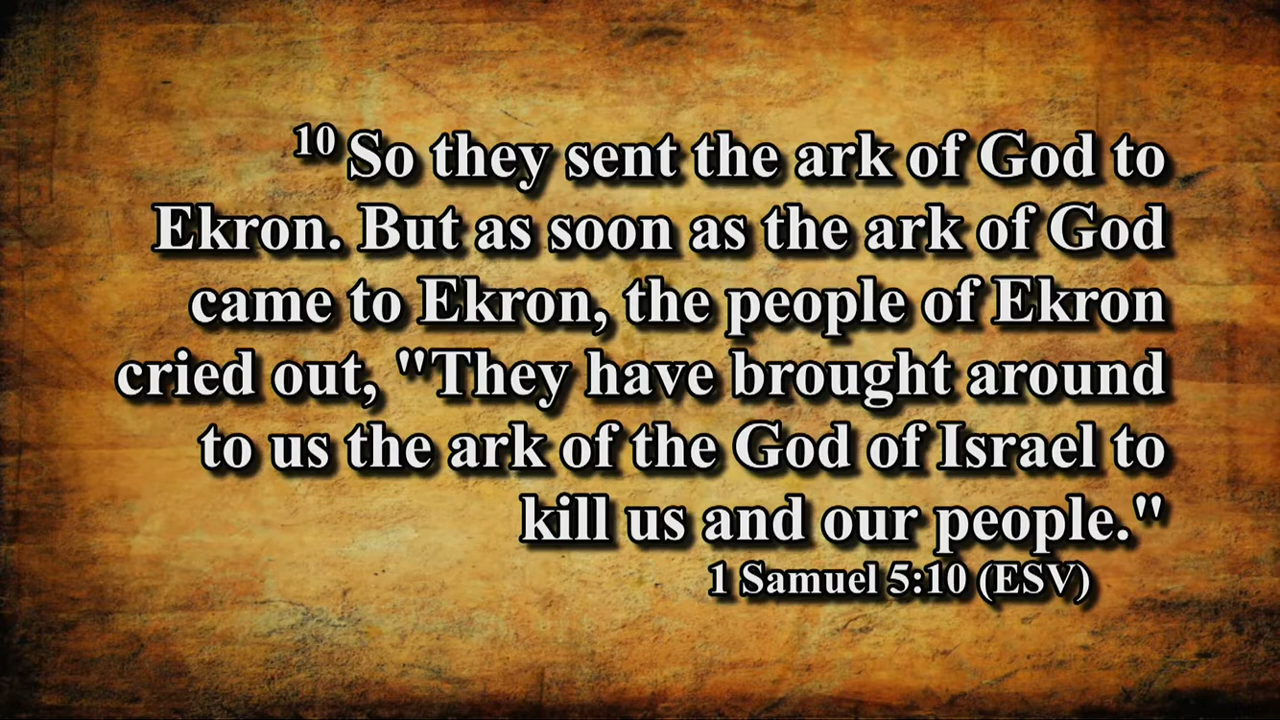 10 So they sent the ark of God to
Ekron. But as soon as the ark of God
came to Ekron, the people of Ekron
cried out, "They have brought around
to us the ark of the God of Israel to
kill us and our people."
1 Samuel 5:10 (ESV)